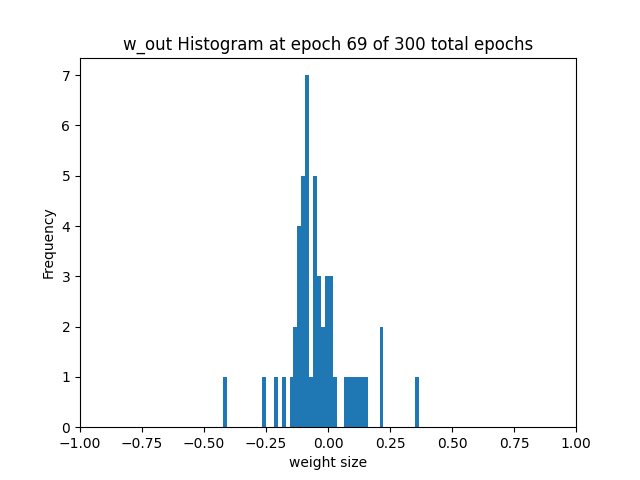 w_out Histogram at epoch 69 of 300 total epochs
Frequency
7
6
5
4
3
2
1
0
−1.00 −0.75 −0.50 −0.25 0.00 0.25 0.50 0.75 1.00
weight size